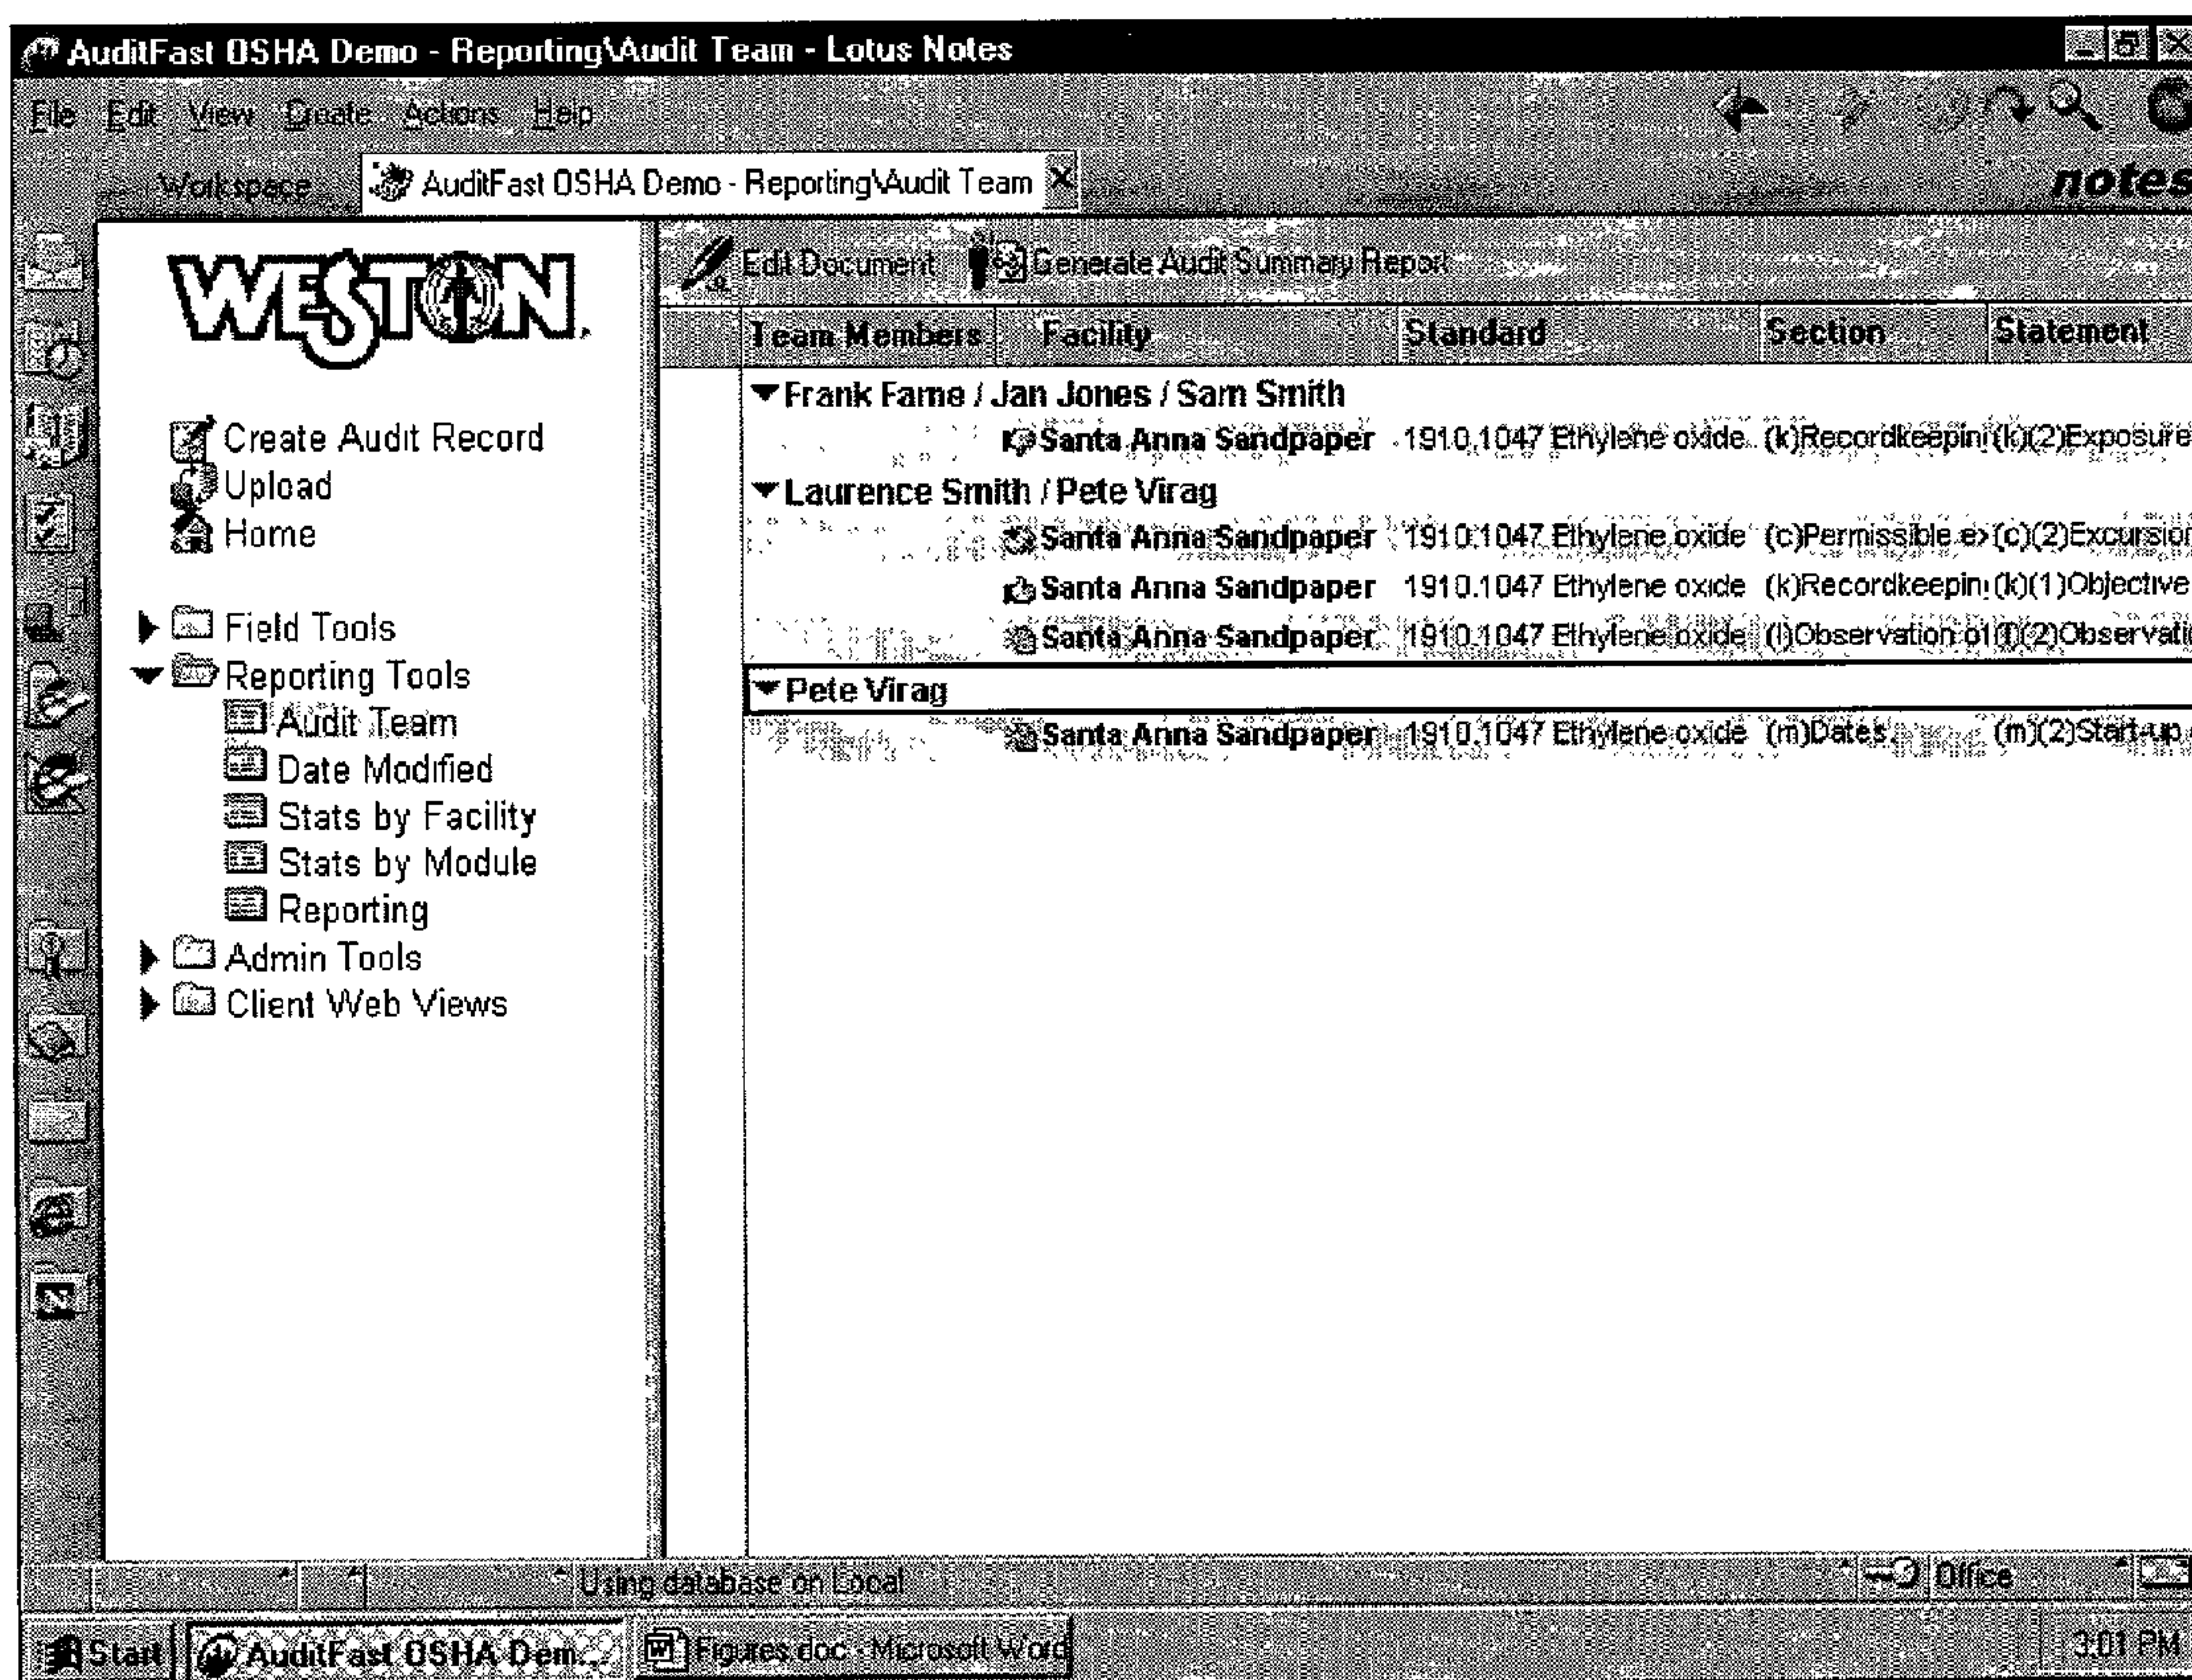 AuditFast OSHA Demo - Reporting\Audit Team - Lotus Notes
File Edit View Create Actions Help
Workspace AuditFast OSHA Demo - Reporting\Audit Team
notes
WESTON.
Create Audit Record
Upload
Home
Field Tools
Reporting Tools
Audit Team
Date Modified
Stats by Facility
Stats by Module
Reporting
Admin Tools
Client Web Views
Edit Document Generate Audit Summary Report
Team Members Facility Standard Section Statement
Frank Fame / Jan Jones / Sam Smith
Santa Anna Sandpaper 1910.1047 Ethylene oxide (k)Recordkeepin (k)(2)Exposure
Laurence Smith / Pete Virag
Santa Anna Sandpaper 1910.1047 Ethylene oxide (c)Permissible ex (c)(2)Excursion
Santa Anna Sandpaper 1910.1047 Ethylene oxide (k)Recordkeepin (k)(1)Objective
Santa Anna Sandpaper 1910.1047 Ethylene oxide (l)Observation of (l)(2)Observati
Pete Virag
Santa Anna Sandpaper 1910.1047 Ethylene oxide (m)Dates. (m)(2)Start-up
Using database on Local
Office
Start AuditFast OSHA Dem... Figures.doc - Microsoft Word 3:01 PM